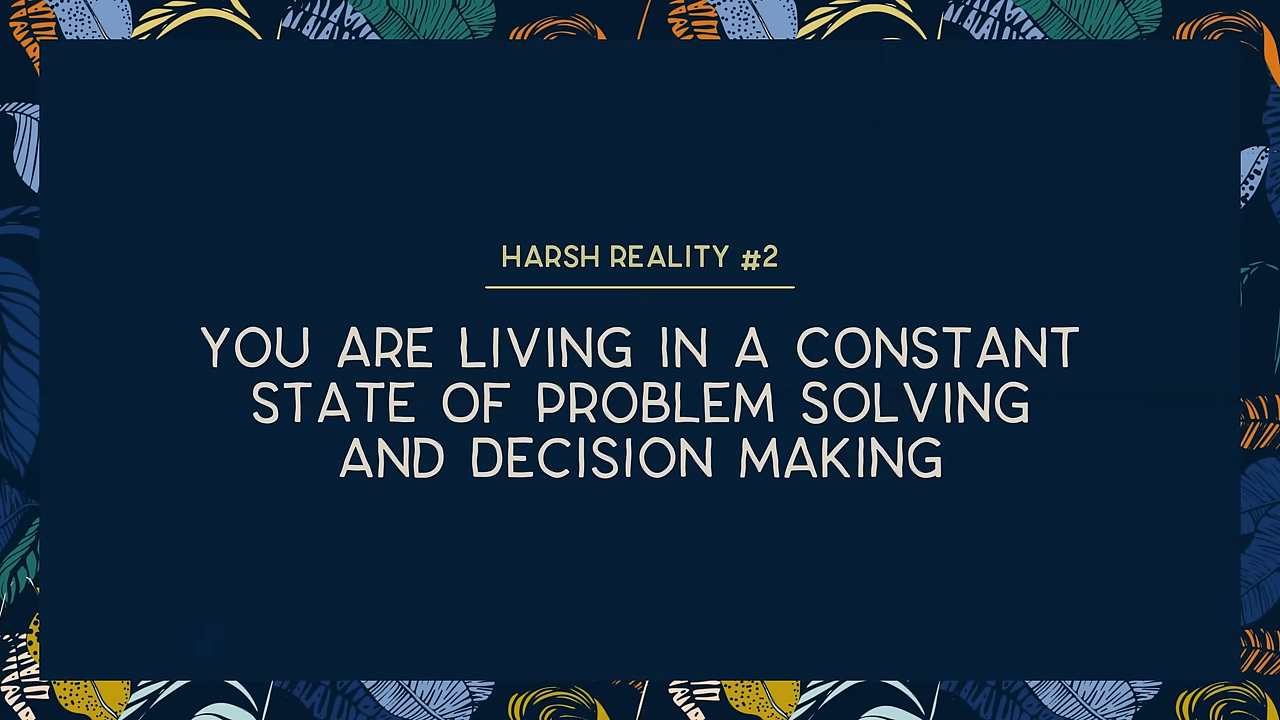 HARSH REALITY #2
YOU ARE LIVING IN A CONSTANT
STATE OF PROBLEM SOLVING
AND DECISION MAKING